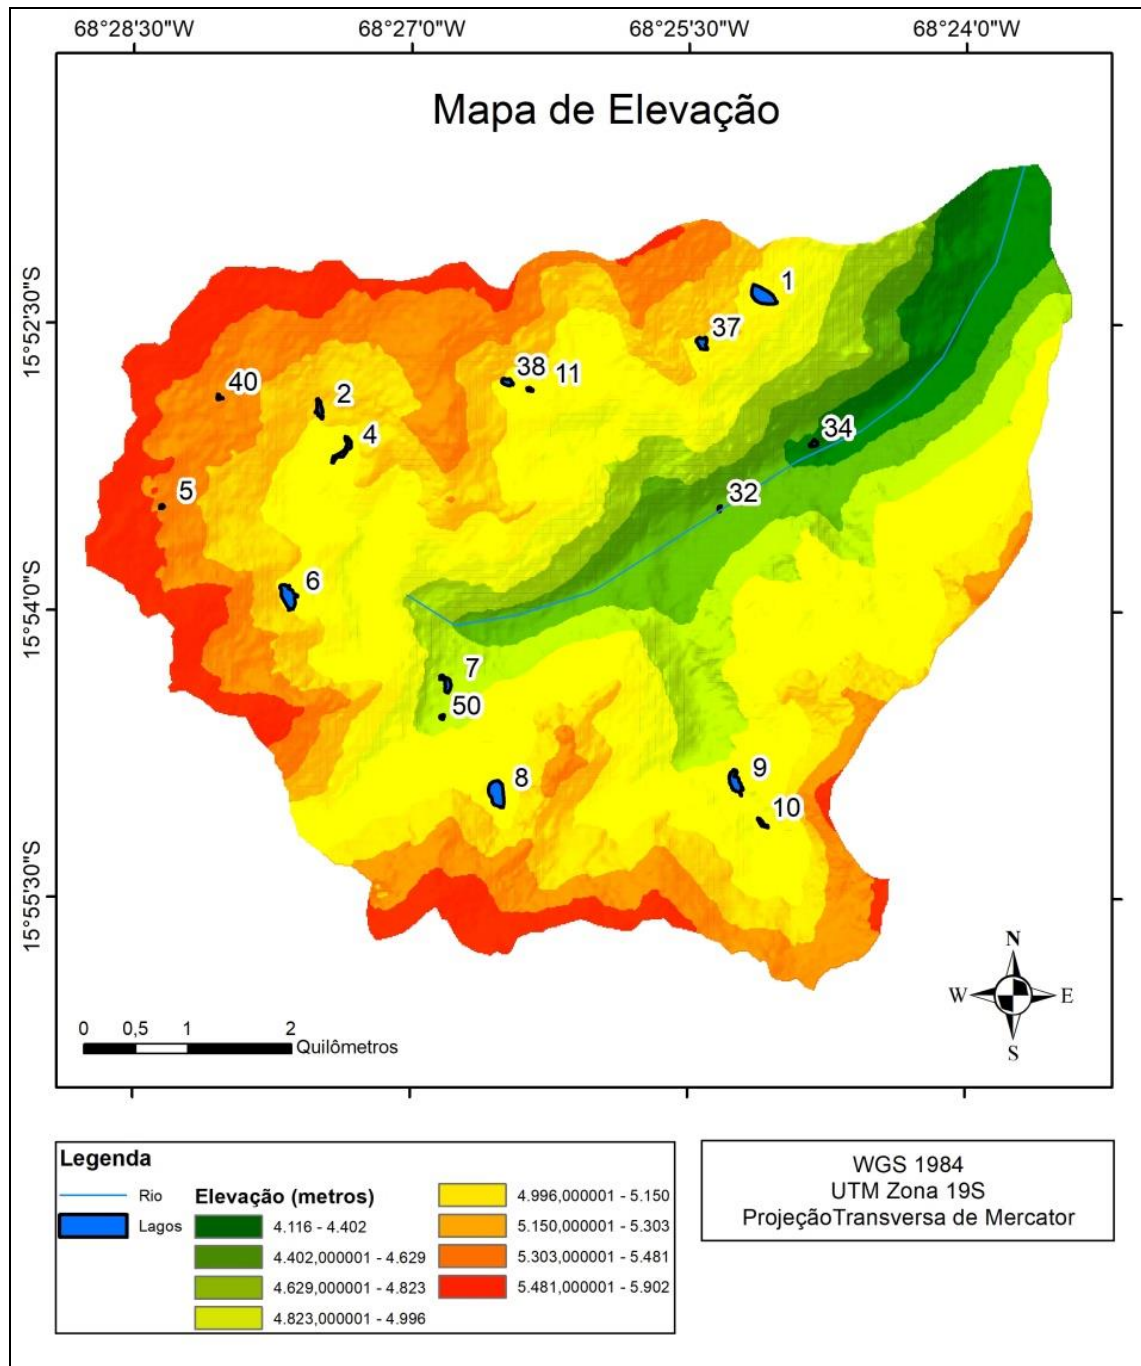 68°28'30"W 68°27'0"W 68°25'30"W 68°24'0"W
Mapa de Elevação
15°52'30"S
15°54'0"S
15°55'30"S
1
37
38 11
40
2
4
34
5
32
6
7
50
8
9
10
N
W E
S
0 0,5 1 2
Quilômetros
Legenda
Rio
Lagos
Elevação (metros)
4.116 - 4.402
4.402,000001 - 4.629
4.629,000001 - 4.823
4.823,000001 - 4.996
4.996,000001 - 5.150
5.150,000001 - 5.303
5.303,000001 - 5.481
5.481,000001 - 5.902
WGS 1984
UTM Zona 19S
ProjeçãoTransversa de Mercator